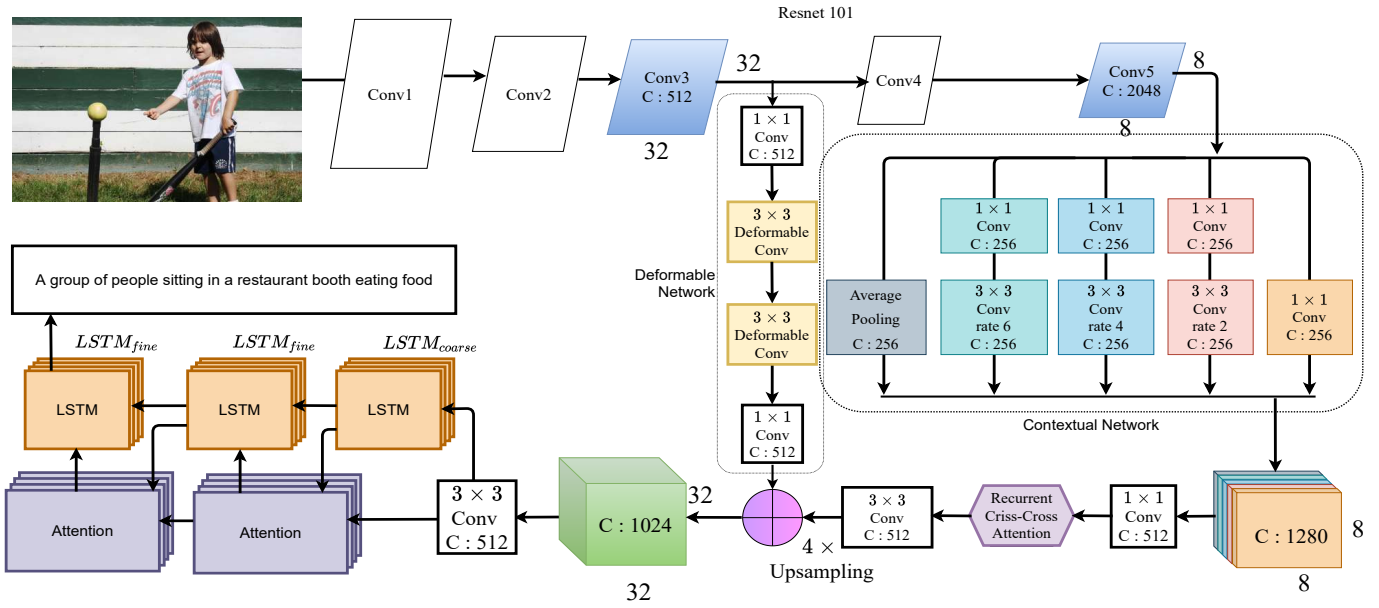 Resnet 101
Conv1
Conv2
Conv3
C : 512
32
32
Conv4
Conv5
C : 2048
8
8
1 × 1
Conv
C : 512
3 × 3
Deformable
Conv
3 × 3
Deformable
Conv
1 × 1
Conv
C : 512
Deformable
Network
1 × 1
Conv
C : 256
1 × 1
Conv
C : 256
1 × 1
Conv
C : 256
Average
Pooling
C : 256
3 × 3
Conv
rate 6
C : 256
3 × 3
Conv
rate 4
C : 256
3 × 3
Conv
rate 2
C : 256
1 × 1
Conv
C : 256
Contextual Network
A group of people sitting in a restaurant booth eating food
LSTM_fine
LSTM_fine
LSTM_coarse
LSTM
LSTM
LSTM
Attention
Attention
3 × 3
Conv
C : 512
C : 1024
32
32
4 ×
Upsampling
3 × 3
Conv
C : 512
Recurrent
Criss-Cross
Attention
1 × 1
Conv
C : 512
C : 1280
8
8